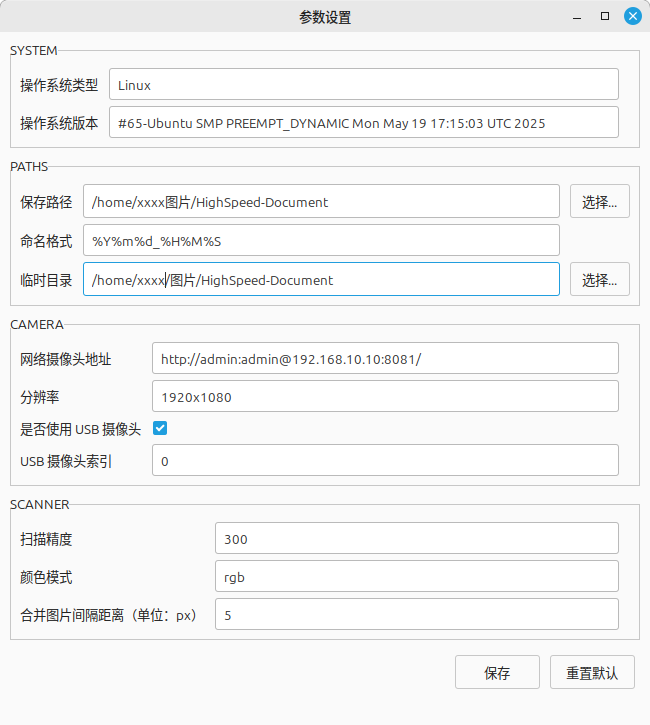 参数设置
SYSTEM
操作系统类型 Linux
操作系统版本 #65-Ubuntu SMP PREEMPT_DYNAMIC Mon May 19 17:15:03 UTC 2025
PATHS
保存路径 /home/xxxx图片/HighSpeed-Document 选择...
命名格式 %Y%m%d_%H%M%S
临时目录 /home/xxxx/图片/HighSpeed-Document 选择...
CAMERA
网络摄像头地址 http://admin:admin@192.168.10.10:8081/
分辨率 1920x1080
是否使用 USB 摄像头
USB 摄像头索引 0
SCANNER
扫描精度 300
颜色模式 rgb
合并图片间隔距离（单位：px） 5
保存 重置默认